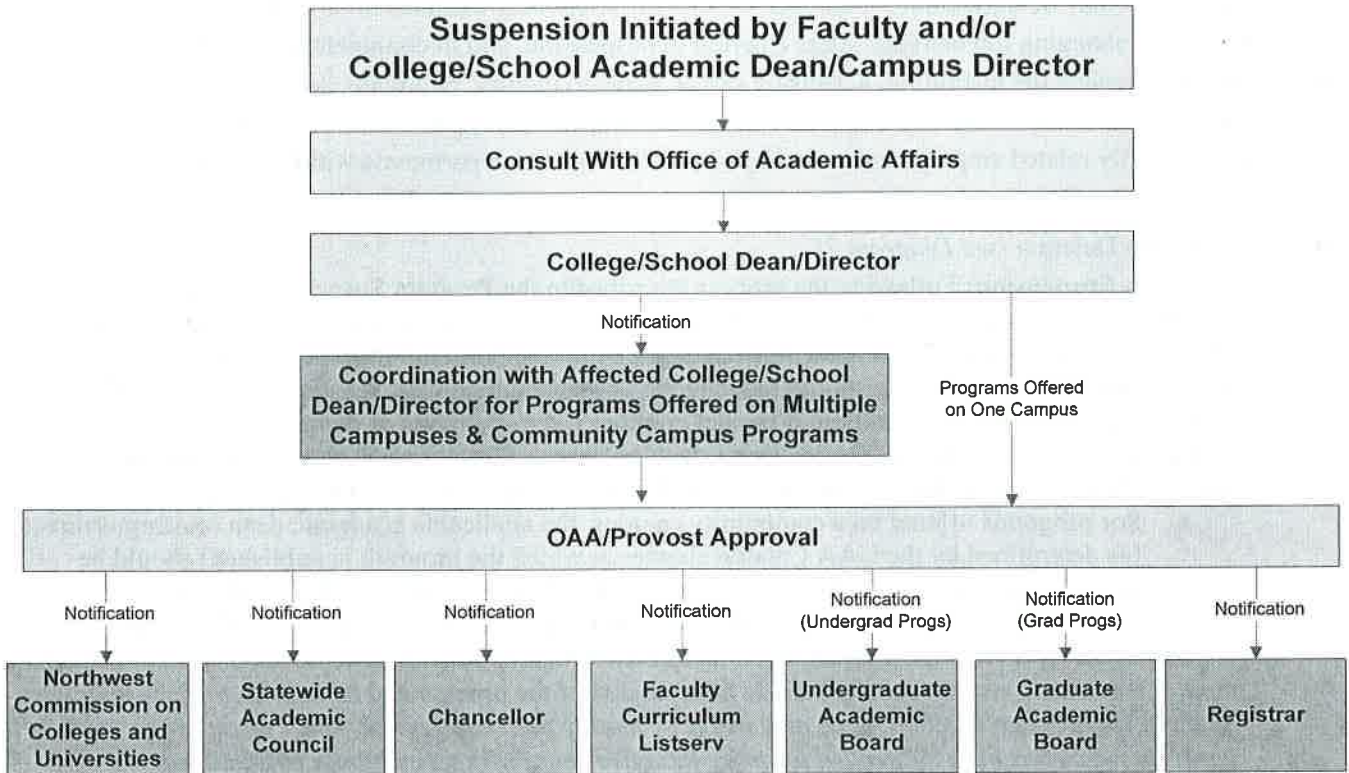 Suspension Initiated by Faculty and/or
College/School Academic Dean/Campus Director
Consult With Office of Academic Affairs
College/School Dean/Director
Notification
Coordination with Affected College/School
Dean/Director for Programs Offered on Multiple
Campuses & Community Campus Programs
Programs Offered
on One Campus
OAA/Provost Approval
Notification
Notification
Notification
Notification
Notification
(Undergrad Progs)
Notification
(Grad Progs)
Notification
Northwest
Commission on
Colleges and
Universities
Statewide
Academic
Council
Chancellor
Faculty
Curriculum
Listserv
Undergraduate
Academic
Board
Graduate
Academic
Board
Registrar